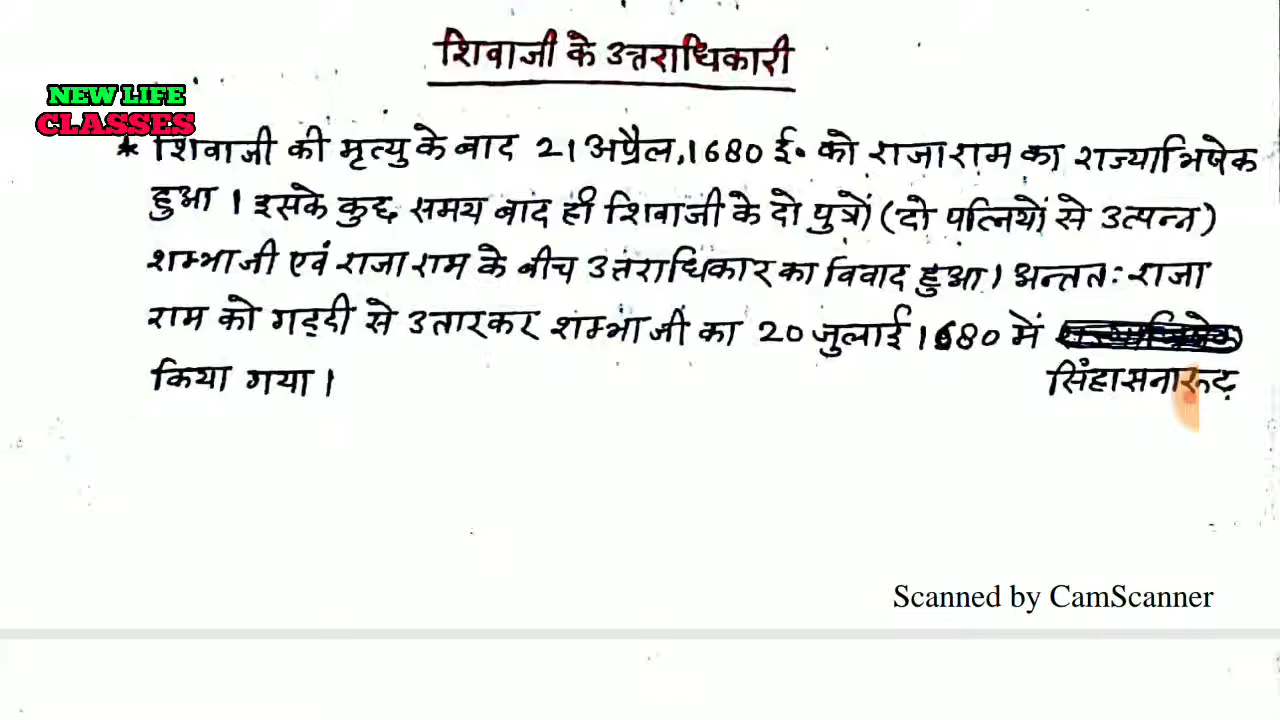 शिवाजी के उत्तराधिकारी
NEW LIFE
CLASSES
* शिवाजी की मृत्यु के बाद 21 अप्रैल, 1680 ई. को राजाराम का राज्याभिषेक
हुआ । इसके कुछ समय बाद ही शिवाजी के दो पुत्रों (दो पत्नियों से उत्पन्न)
शम्भाजी एवं राजाराम के बीच उत्तराधिकार का विवाद हुआ । अन्ततः राजा
राम को गद्दी से उतारकर शम्भाजी का 20 जुलाई 1680 में
सिंहासनारूढ़
किया गया ।
Scanned by CamScanner